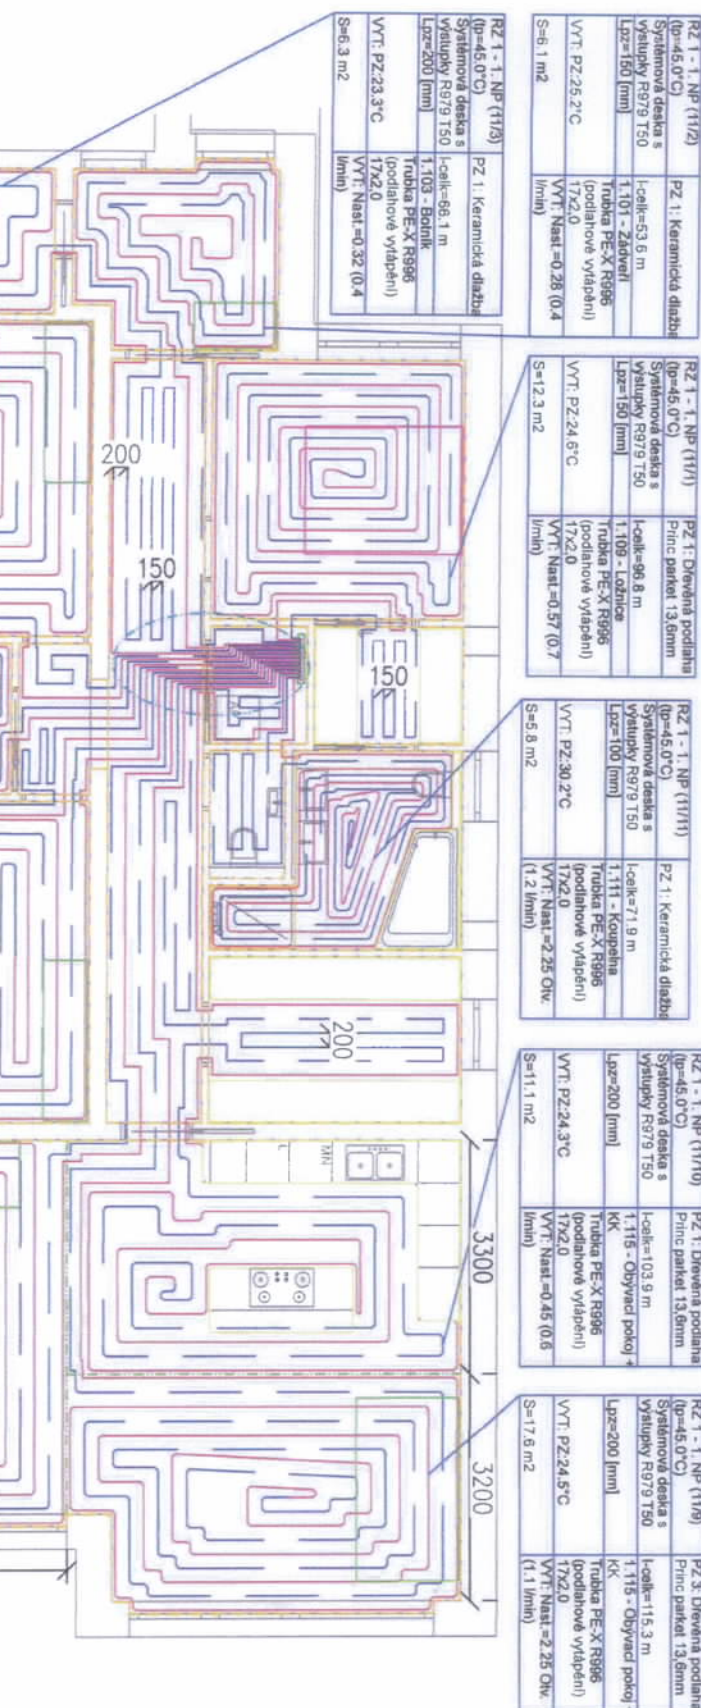 RZ 1 - 1. NP (11/3)
(tp=45.0°C)
Systémová deska s
výstupky R979 T50
Lpz=200 [mm]
VYT: PZ:23.3°C
S=6.3 m2
PZ 1: Keramická dlažba
l-celk=66.1 m
1.103 - Botník
Trubka PE-X R996
(podlahové vytápění)
17x2,0
VYT: Nast.=0.32 (0.4
l/min)
RZ 1 - 1. NP (11/2)
(tp=45.0°C)
Systémová deska s
výstupky R979 T50
Lpz=150 [mm]
VYT: PZ:25.2°C
S=6.1 m2
PZ 1: Keramická dlažba
l-celk=53.6 m
1.101 - Zádveří
Trubka PE-X R996
(podlahové vytápění)
17x2,0
VYT: Nast.=0.28 (0.4
l/min)
RZ 1 - 1. NP (11/1)
(tp=45.0°C)
Systémová deska s
výstupky R979 T50
Lpz=150 [mm]
VYT: PZ:24.6°C
S=12.3 m2
PZ 1: Dřevěná podlaha
Princ parket 13,6mm
l-celk=96.8 m
1.109 - Ložnice
Trubka PE-X R996
(podlahové vytápění)
17x2,0
VYT: Nast.=0.57 (0.7
l/min)
RZ 1 - 1. NP (11/11)
(tp=45.0°C)
Systémová deska s
výstupky R979 T50
Lpz=100 [mm]
VYT: PZ:30.2°C
S=5.8 m2
PZ 1: Keramická dlažba
l-celk=71.9 m
1.111 - Koupelna
Trubka PE-X R996
(podlahové vytápění)
17x2,0
VYT: Nast.=2.25 Otv.
(1.2 l/min)
RZ 1 - 1. NP (11/10)
(tp=45.0°C)
Systémová deska s
výstupky R979 T50
Lpz=200 [mm]
VYT: PZ:24.3°C
S=11.1 m2
PZ 1: Dřevěná podlaha
Princ parket 13,6mm
l-celk=103.9 m
1.115 - Obývací pokoj +
KK
Trubka PE-X R996
(podlahové vytápění)
17x2,0
VYT: Nast.=0.45 (0.6
l/min)
RZ 1 - 1. NP (11/9)
(tp=45.0°C)
Systémová deska s
výstupky R979 T50
Lpz=200 [mm]
VYT: PZ:24.5°C
S=17.6 m2
PZ 3: Dřevěná podlaha
Princ parket 13,6mm
l-celk=115.3 m
1.115 - Obývací pokoj
KK
Trubka PE-X R996
(podlahové vytápění)
17x2,0
VYT: Nast.=2.25 Otv.
(1.1 l/min)
200
150
150
200
MN
L
3300
3200